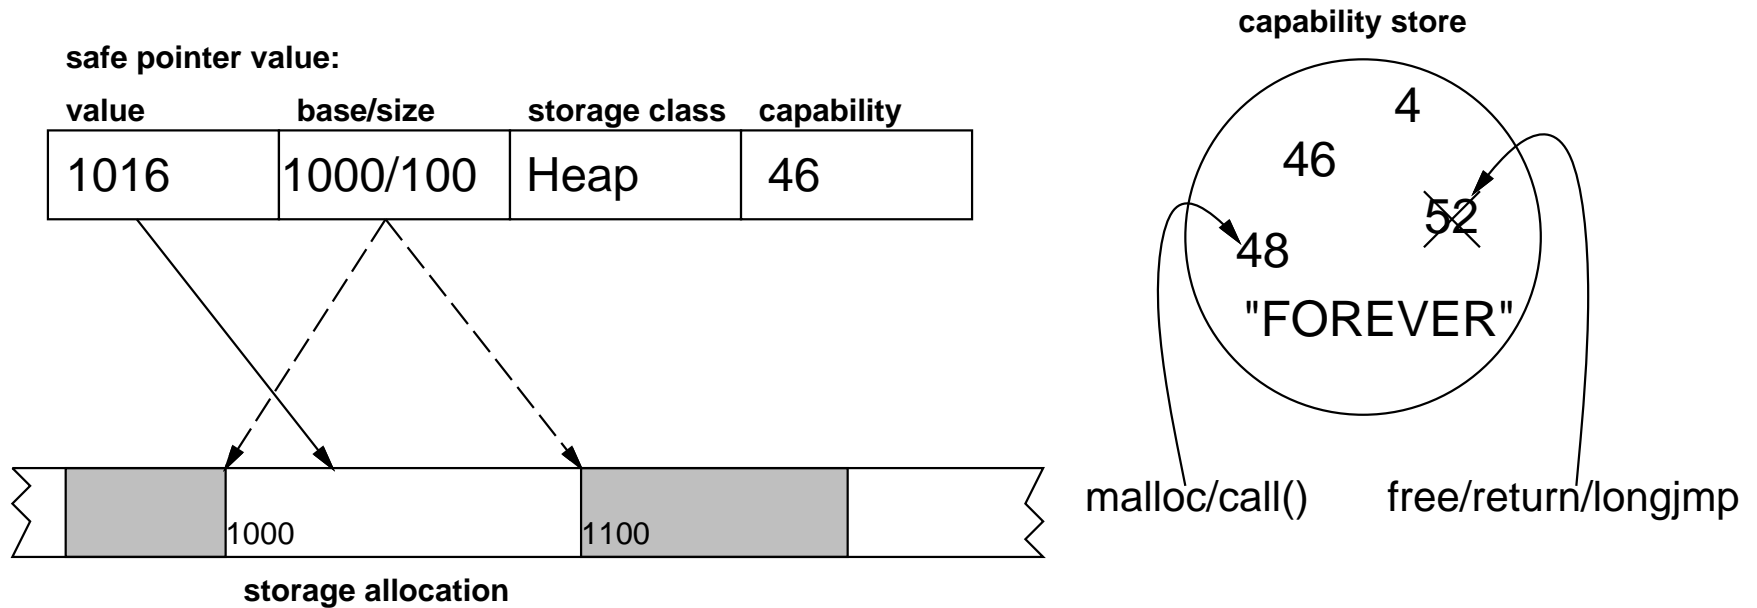 capability store
safe pointer value:
value base/size storage class capability
1016 1000/100 Heap 46
4
46
52
48
"FOREVER"
malloc/call() free/return/longjmp
1000 1100
storage allocation